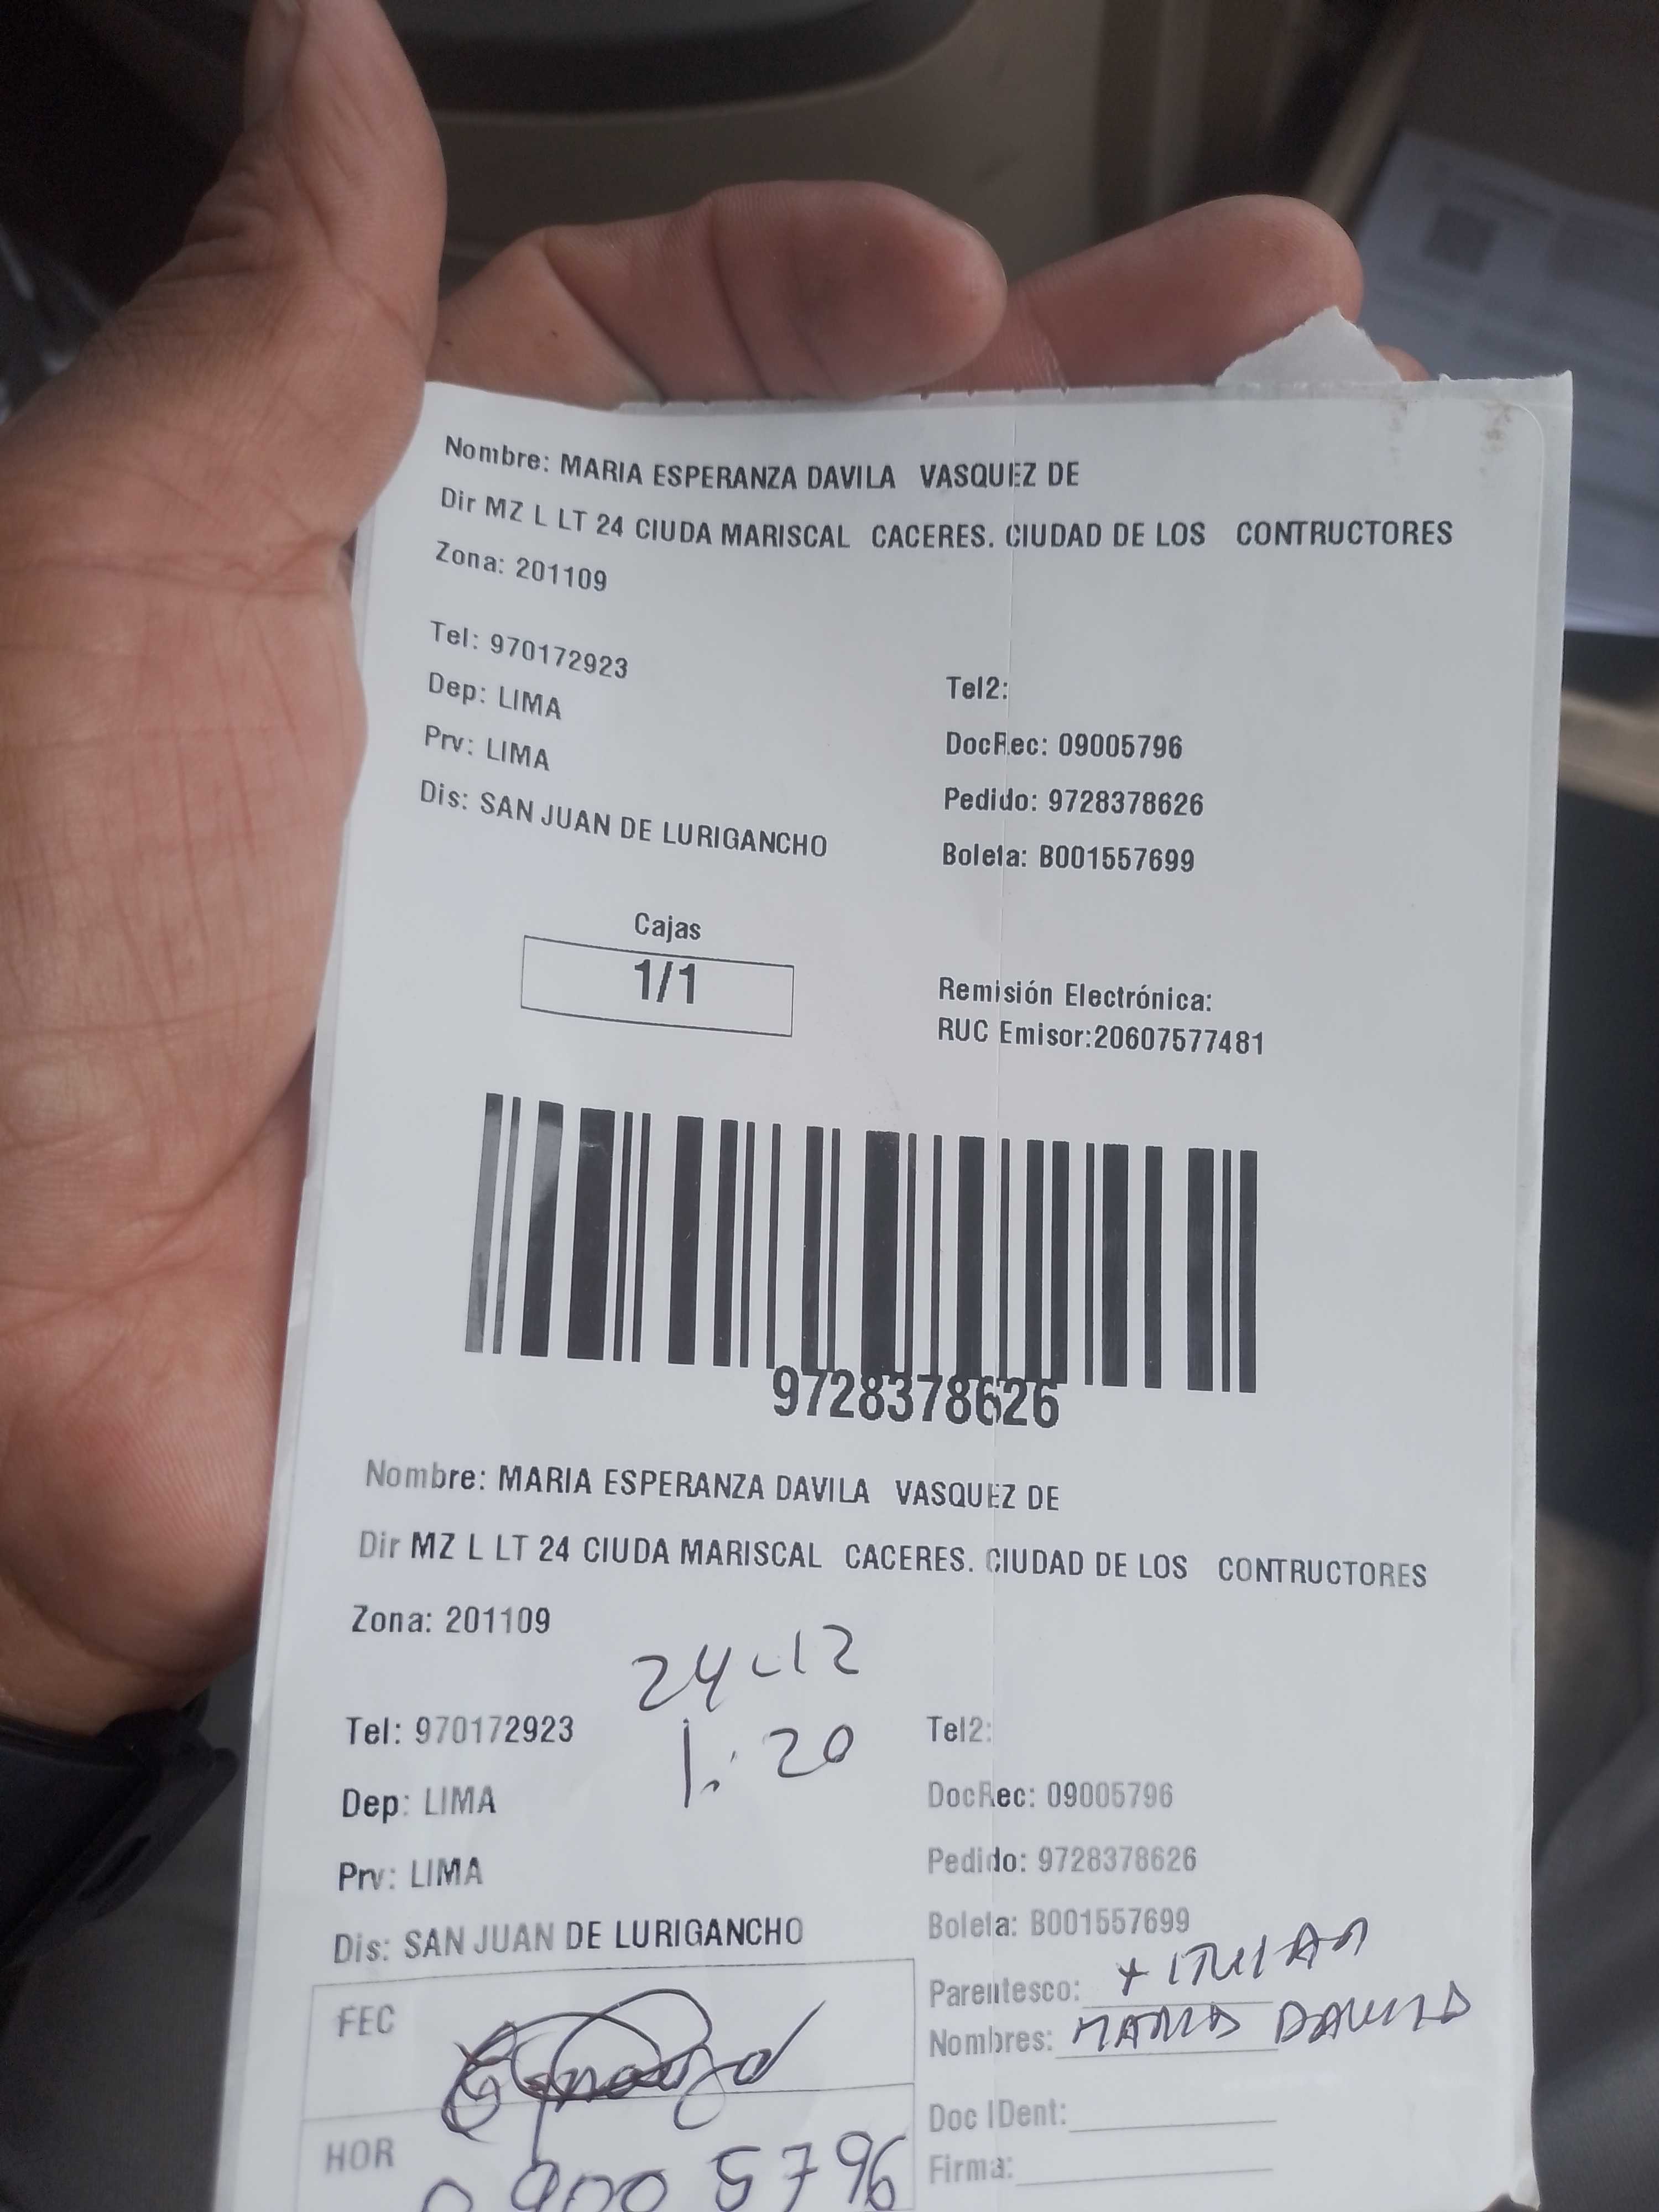 Nombre: MARIA ESPERANZA DAVILA VASQUEZ DE
Dir MZ L LT 24 CIUDA MARISCAL CACERES. CIUDAD DE LOS CONTRUCTORES
Zona: 201109
Tel: 970172923
Tel2:
Dep: LIMA
DocRec: 09005796
Prv: LIMA
Pedido: 9728378626
Dis: SAN JUAN DE LURIGANCHO
Boleta: B001557699
Cajas
1/1
Remisión Electrónica:
RUC Emisor:20607577481
9728378626
Nombre: MARIA ESPERANZA DAVILA VASQUEZ DE
Dir MZ L LT 24 CIUDA MARISCAL CACERES. CIUDAD DE LOS CONTRUCTORES
Zona: 201109
24-12
1:20
Tel: 970172923
Tel2:
Dep: LIMA
DocRec: 09005796
Prv: LIMA
Pedido: 9728378626
Dis: SAN JUAN DE LURIGANCHO
Boleta: B001557699
Parentesco: TITULAR
FEC
Nombres: MARIA DAVILA
Doc IDent:
HOR
09005796
Firma: